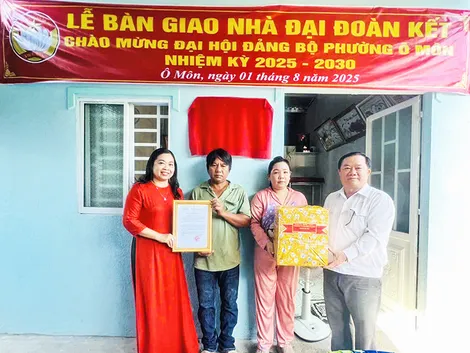 LỄ BÀN GIAO NHÀ ĐẠI ĐOÀN KẾT
CHÀO MỪNG ĐẠI HỘI ĐẢNG BỘ PHƯỜNG Ô MÔN
NHIỆM KỲ 2025 - 2030
Ô Môn, ngày 01 tháng 8 năm 2025